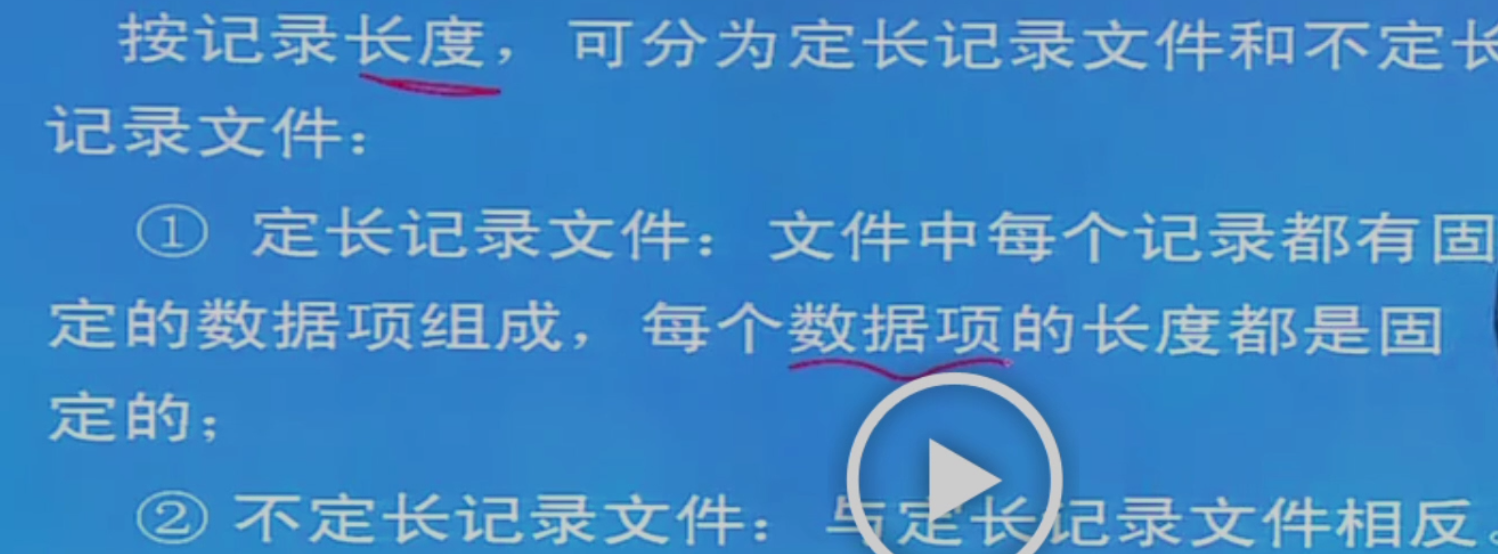 按记录长度，可分为定长记录文件和不定长
记录文件：
① 定长记录文件：文件中每个记录都有固
定的数据项组成，每个数据项的长度都是固
定的；
② 不定长记录文件：与定长记录文件相反。